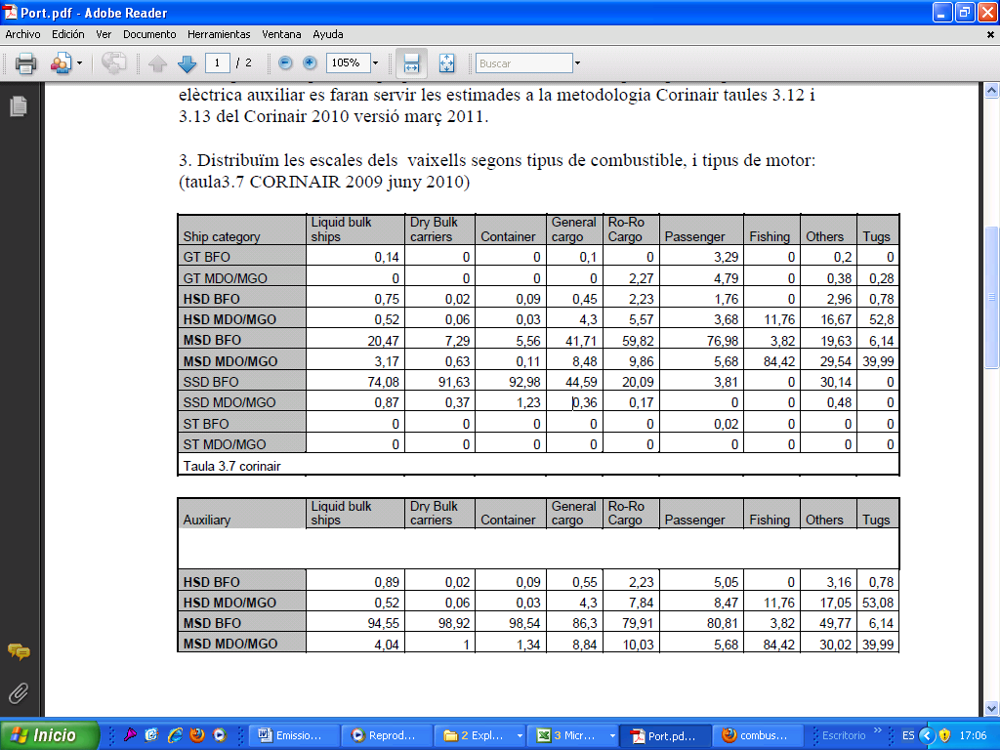 Port.pdf - Adobe Reader
Archivo Edición Ver Documento Herramientas Ventana Ayuda
1 / 2 105% Buscar
elèctrica auxiliar es faran servir les estimades a la metodologia Corinair taules 3.12 i
3.13 del Corinair 2010 versió març 2011.
3. Distribuïm les escales dels vaixells segons tipus de combustible, i tipus de motor:
(taula3.7 CORINAIR 2009 juny 2010)
Ship category Liquid bulk ships Dry Bulk carriers Container General cargo Ro-Ro Cargo Passenger Fishing Others Tugs
GT BFO 0,14 0 0 0,1 0 3,29 0 0,2 0
GT MDO/MGO 0 0 0 0 2,27 4,79 0 0,38 0,28
HSD BFO 0,75 0,02 0,09 0,45 2,23 1,76 0 2,96 0,78
HSD MDO/MGO 0,52 0,06 0,03 4,3 5,57 3,68 11,76 16,67 52,8
MSD BFO 20,47 7,29 5,56 41,71 59,82 76,98 3,82 19,63 6,14
MSD MDO/MGO 3,17 0,63 0,11 8,48 9,86 5,68 84,42 29,54 39,99
SSD BFO 74,08 91,63 92,98 44,59 20,09 3,81 0 30,14 0
SSD MDO/MGO 0,87 0,37 1,23 0,36 0,17 0 0 0,48 0
ST BFO 0 0 0 0 0 0,02 0 0 0
ST MDO/MGO 0 0 0 0 0 0 0 0 0
Taula 3.7 corinair
Auxiliary Liquid bulk ships Dry Bulk carriers Container General cargo Ro-Ro Cargo Passenger Fishing Others Tugs
HSD BFO 0,89 0,02 0,09 0,55 2,23 5,05 0 3,16 0,78
HSD MDO/MGO 0,52 0,06 0,03 4,3 7,84 8,47 11,76 17,05 53,08
MSD BFO 94,55 98,92 98,54 86,3 79,91 80,81 3,82 49,77 6,14
MSD MDO/MGO 4,04 1 1,34 8,84 10,03 5,68 84,42 30,02 39,99
Inicio Emissio... Reprod... 2 Expl... 3 Micr... Port.pd... combus... Escritorio ES 17:06